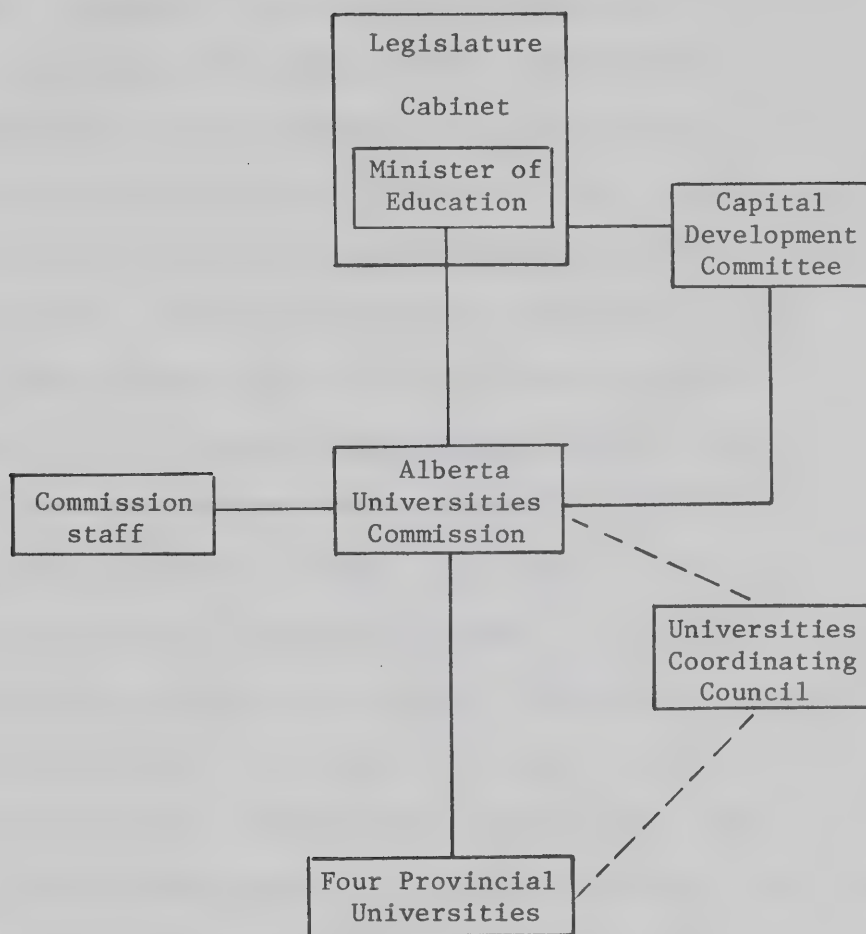 Legislature
Cabinet
Minister of
Education
Capital
Development
Committee
Alberta
Universities
Commission
Commission
staff
Universities
Coordinating
Council
Four Provincial
Universities